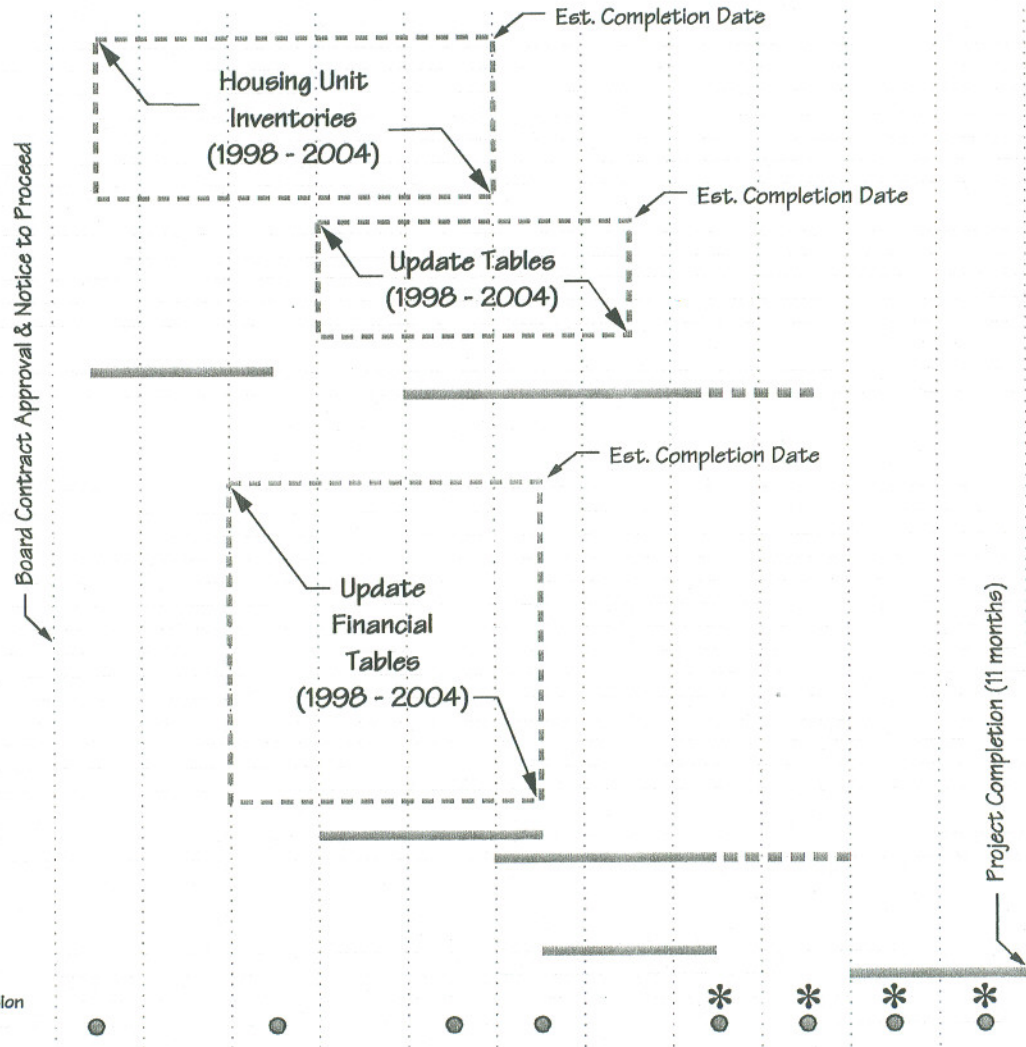 Est. Completion Date
Housing Unit
Inventories
(1998 - 2004)
Est. Completion Date
Update Tables
(1998 - 2004)
Board Contract Approval & Notice to Proceed
Est. Completion Date
Update
Financial
Tables
(1998 - 2004)
Project Completion (11 months)